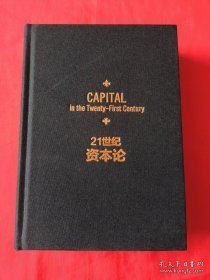 CAPITAL
in the Twenty-First Century
21世纪
资本论